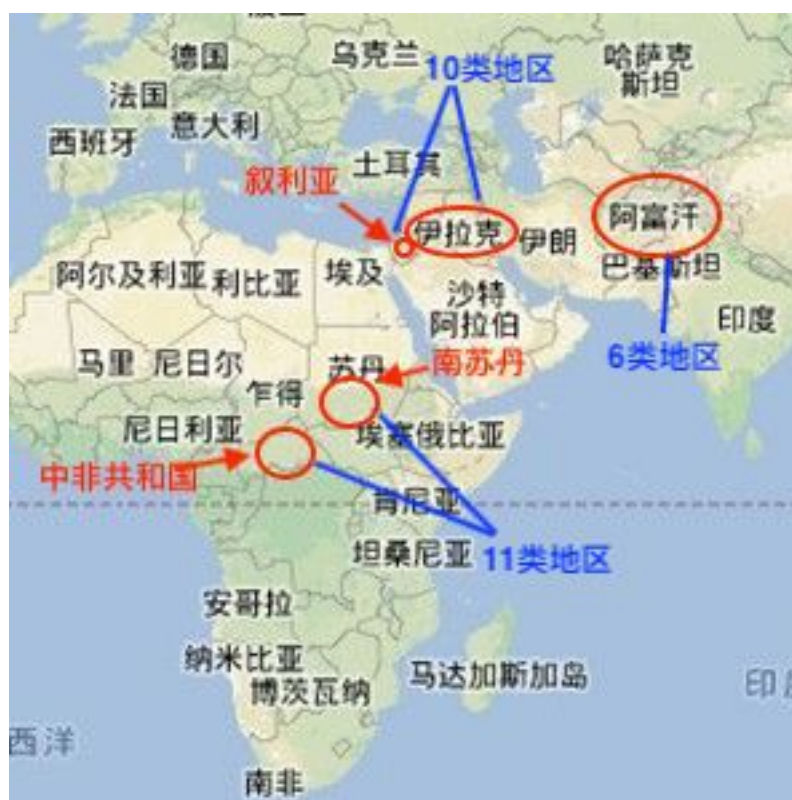 德国
乌克兰
10类地区
哈萨克
斯坦
法国
意大利
西班牙
土耳其
叙利亚
伊拉克
伊朗
阿富汗
阿尔及利亚
利比亚
埃及
巴基斯坦
沙特
阿拉伯
印度
6类地区
马里
尼日尔
苏丹
南苏丹
乍得
尼日利亚
埃塞俄比亚
中非共和国
肯尼亚
坦桑尼亚
11类地区
安哥拉
纳米比亚
博茨瓦纳
马达加斯加岛
西洋
南非